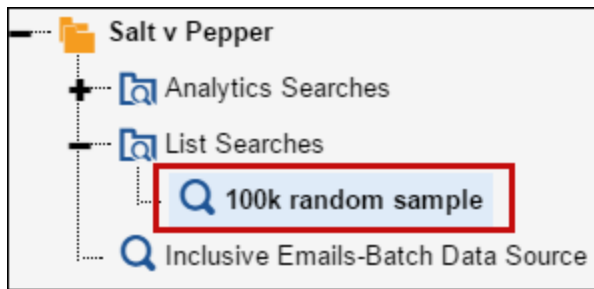 Salt v Pepper
Analytics Searches
List Searches
100k random sample
Inclusive Emails-Batch Data Source